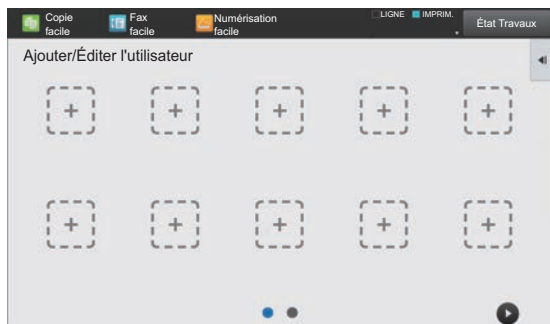 Copie
facile
Fax
facile
Numérisation
facile
LIGNE IMPRIM.
État Travaux
Ajouter/Éditer l'utilisateur